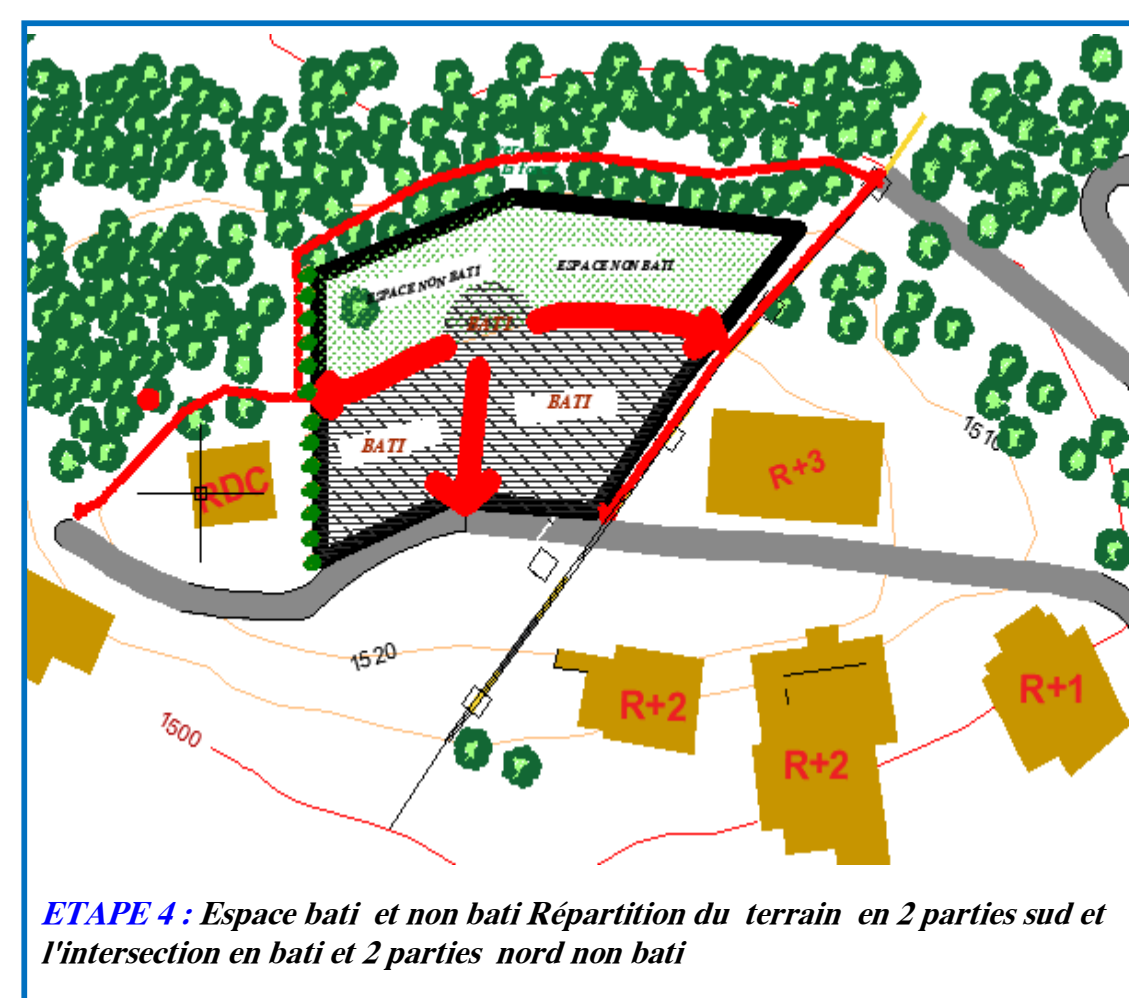 ESPACE NON BATI
ESPACE NON BATI
BATI
BATI
BATI
R+3
1510
RDC
1520
R+2
R+1
1500
R+2
ETAPE 4 : Espace bati et non bati Répartition du terrain en 2 parties sud et
l'intersection en bati et 2 parties nord non bati